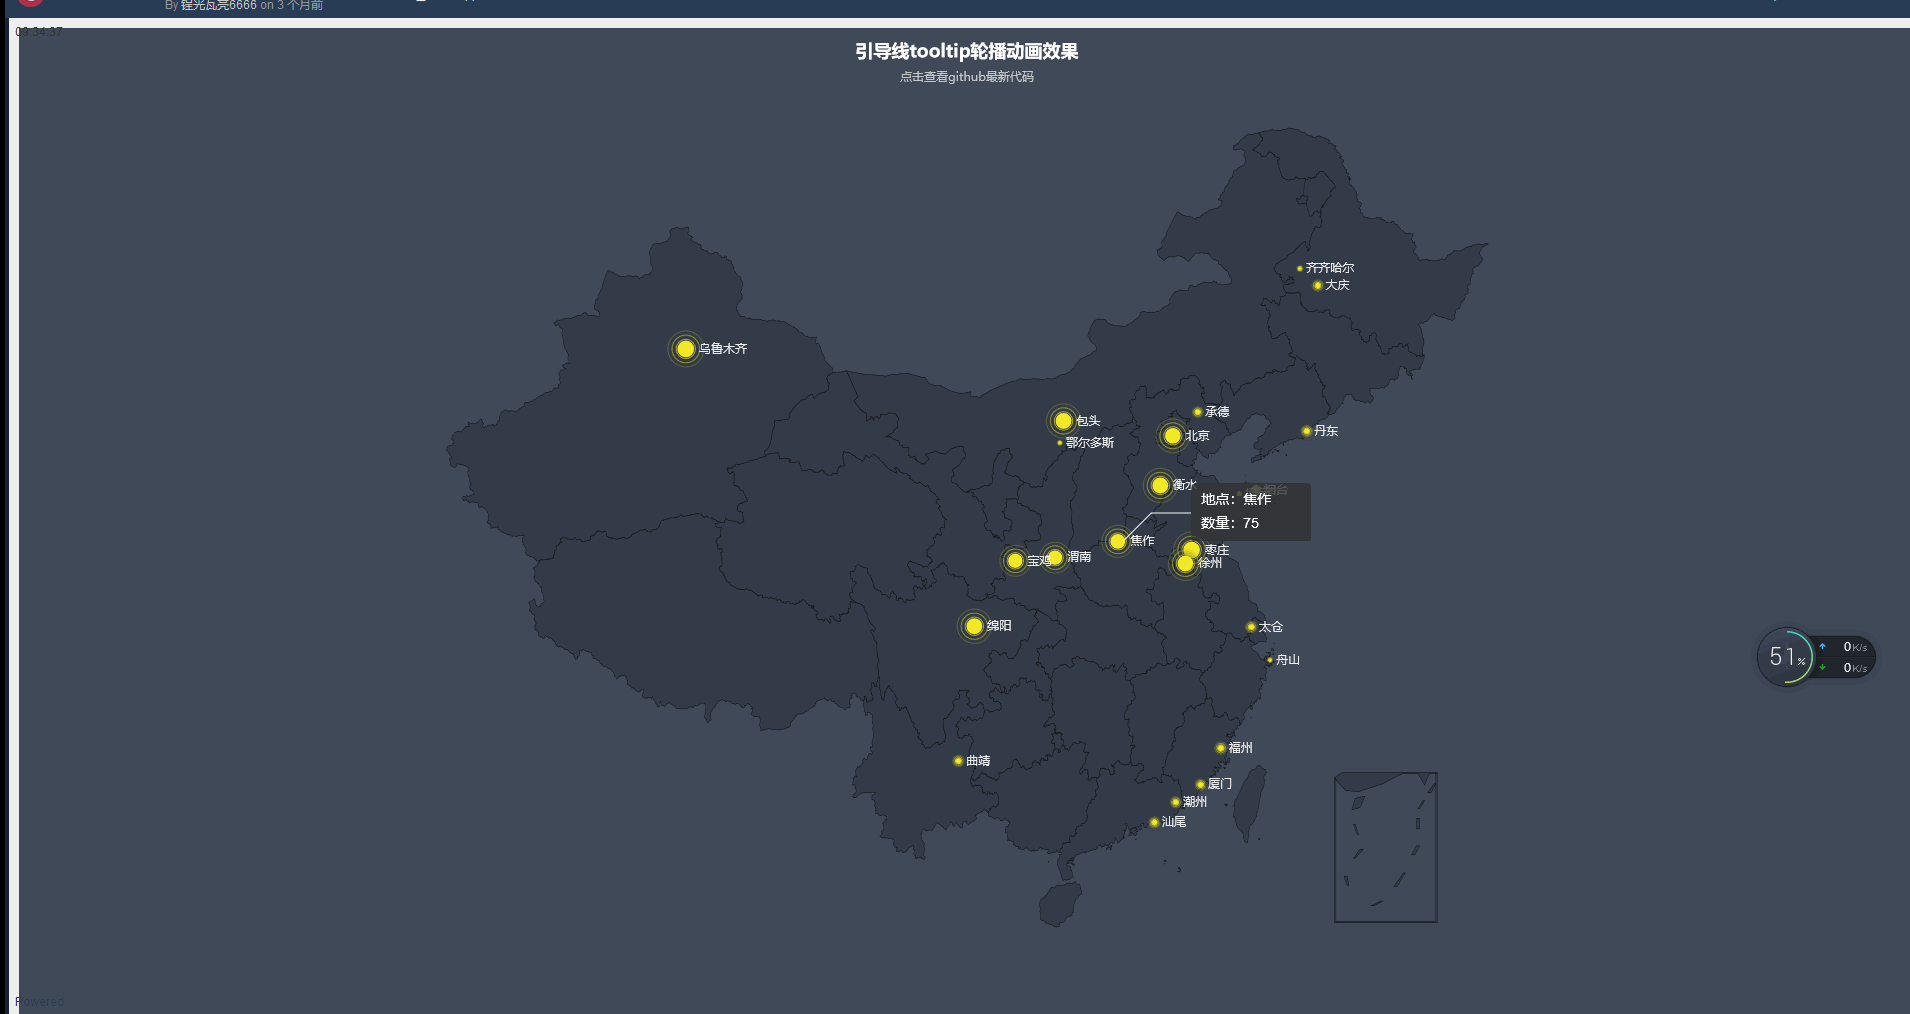 By 锃光瓦亮6666 on 3 个月前
09:34:37
引导线tooltip轮播动画效果
点击查看github最新代码
齐齐哈尔
大庆
乌鲁木齐
承德
包头
丹东
北京
鄂尔多斯
衡水
烟台
地点：焦作
数量：75
焦作
枣庄
渭南
宝鸡
徐州
绵阳
太仓
舟山
51%
0K/s
0K/s
福州
曲靖
厦门
潮州
汕尾
Powered